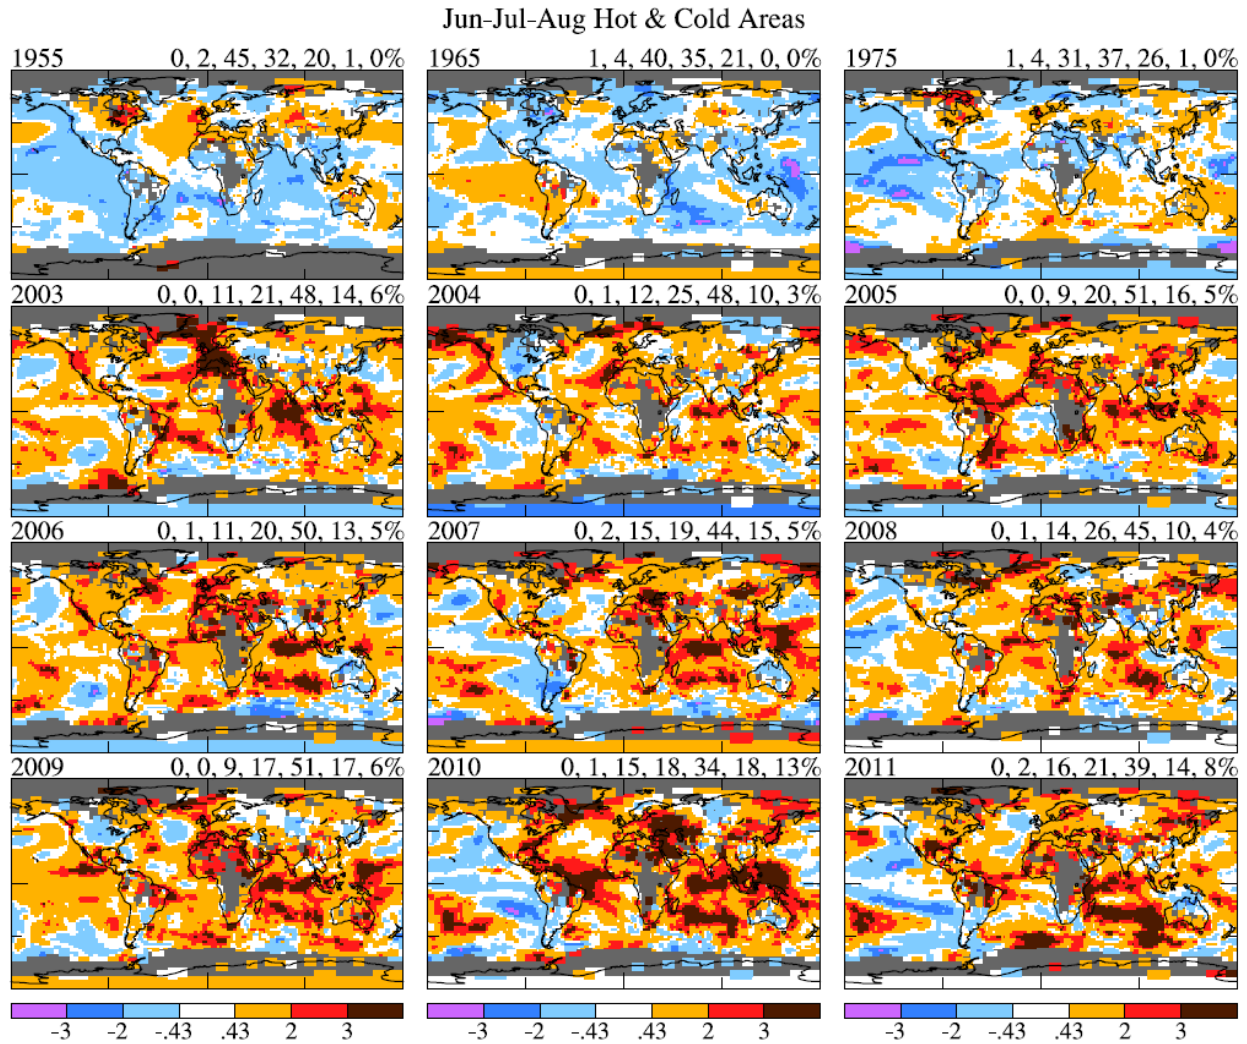 Jun-Jul-Aug Hot & Cold Areas
1955 0, 2, 45, 32, 20, 1, 0%
1965 1, 4, 40, 35, 21, 0, 0%
1975 1, 4, 31, 37, 26, 1, 0%
2003 0, 0, 11, 21, 48, 14, 6%
2004 0, 1, 12, 25, 48, 10, 3%
2005 0, 0, 9, 20, 51, 16, 5%
2006 0, 1, 11, 20, 50, 13, 5%
2007 0, 2, 15, 19, 44, 15, 5%
2008 0, 1, 14, 26, 45, 10, 4%
2009 0, 0, 9, 17, 51, 17, 6%
2010 0, 1, 15, 18, 34, 18, 13%
2011 0, 2, 16, 21, 39, 14, 8%
-3 -2 -.43 .43 2 3
-3 -2 -.43 .43 2 3
-3 -2 -.43 .43 2 3